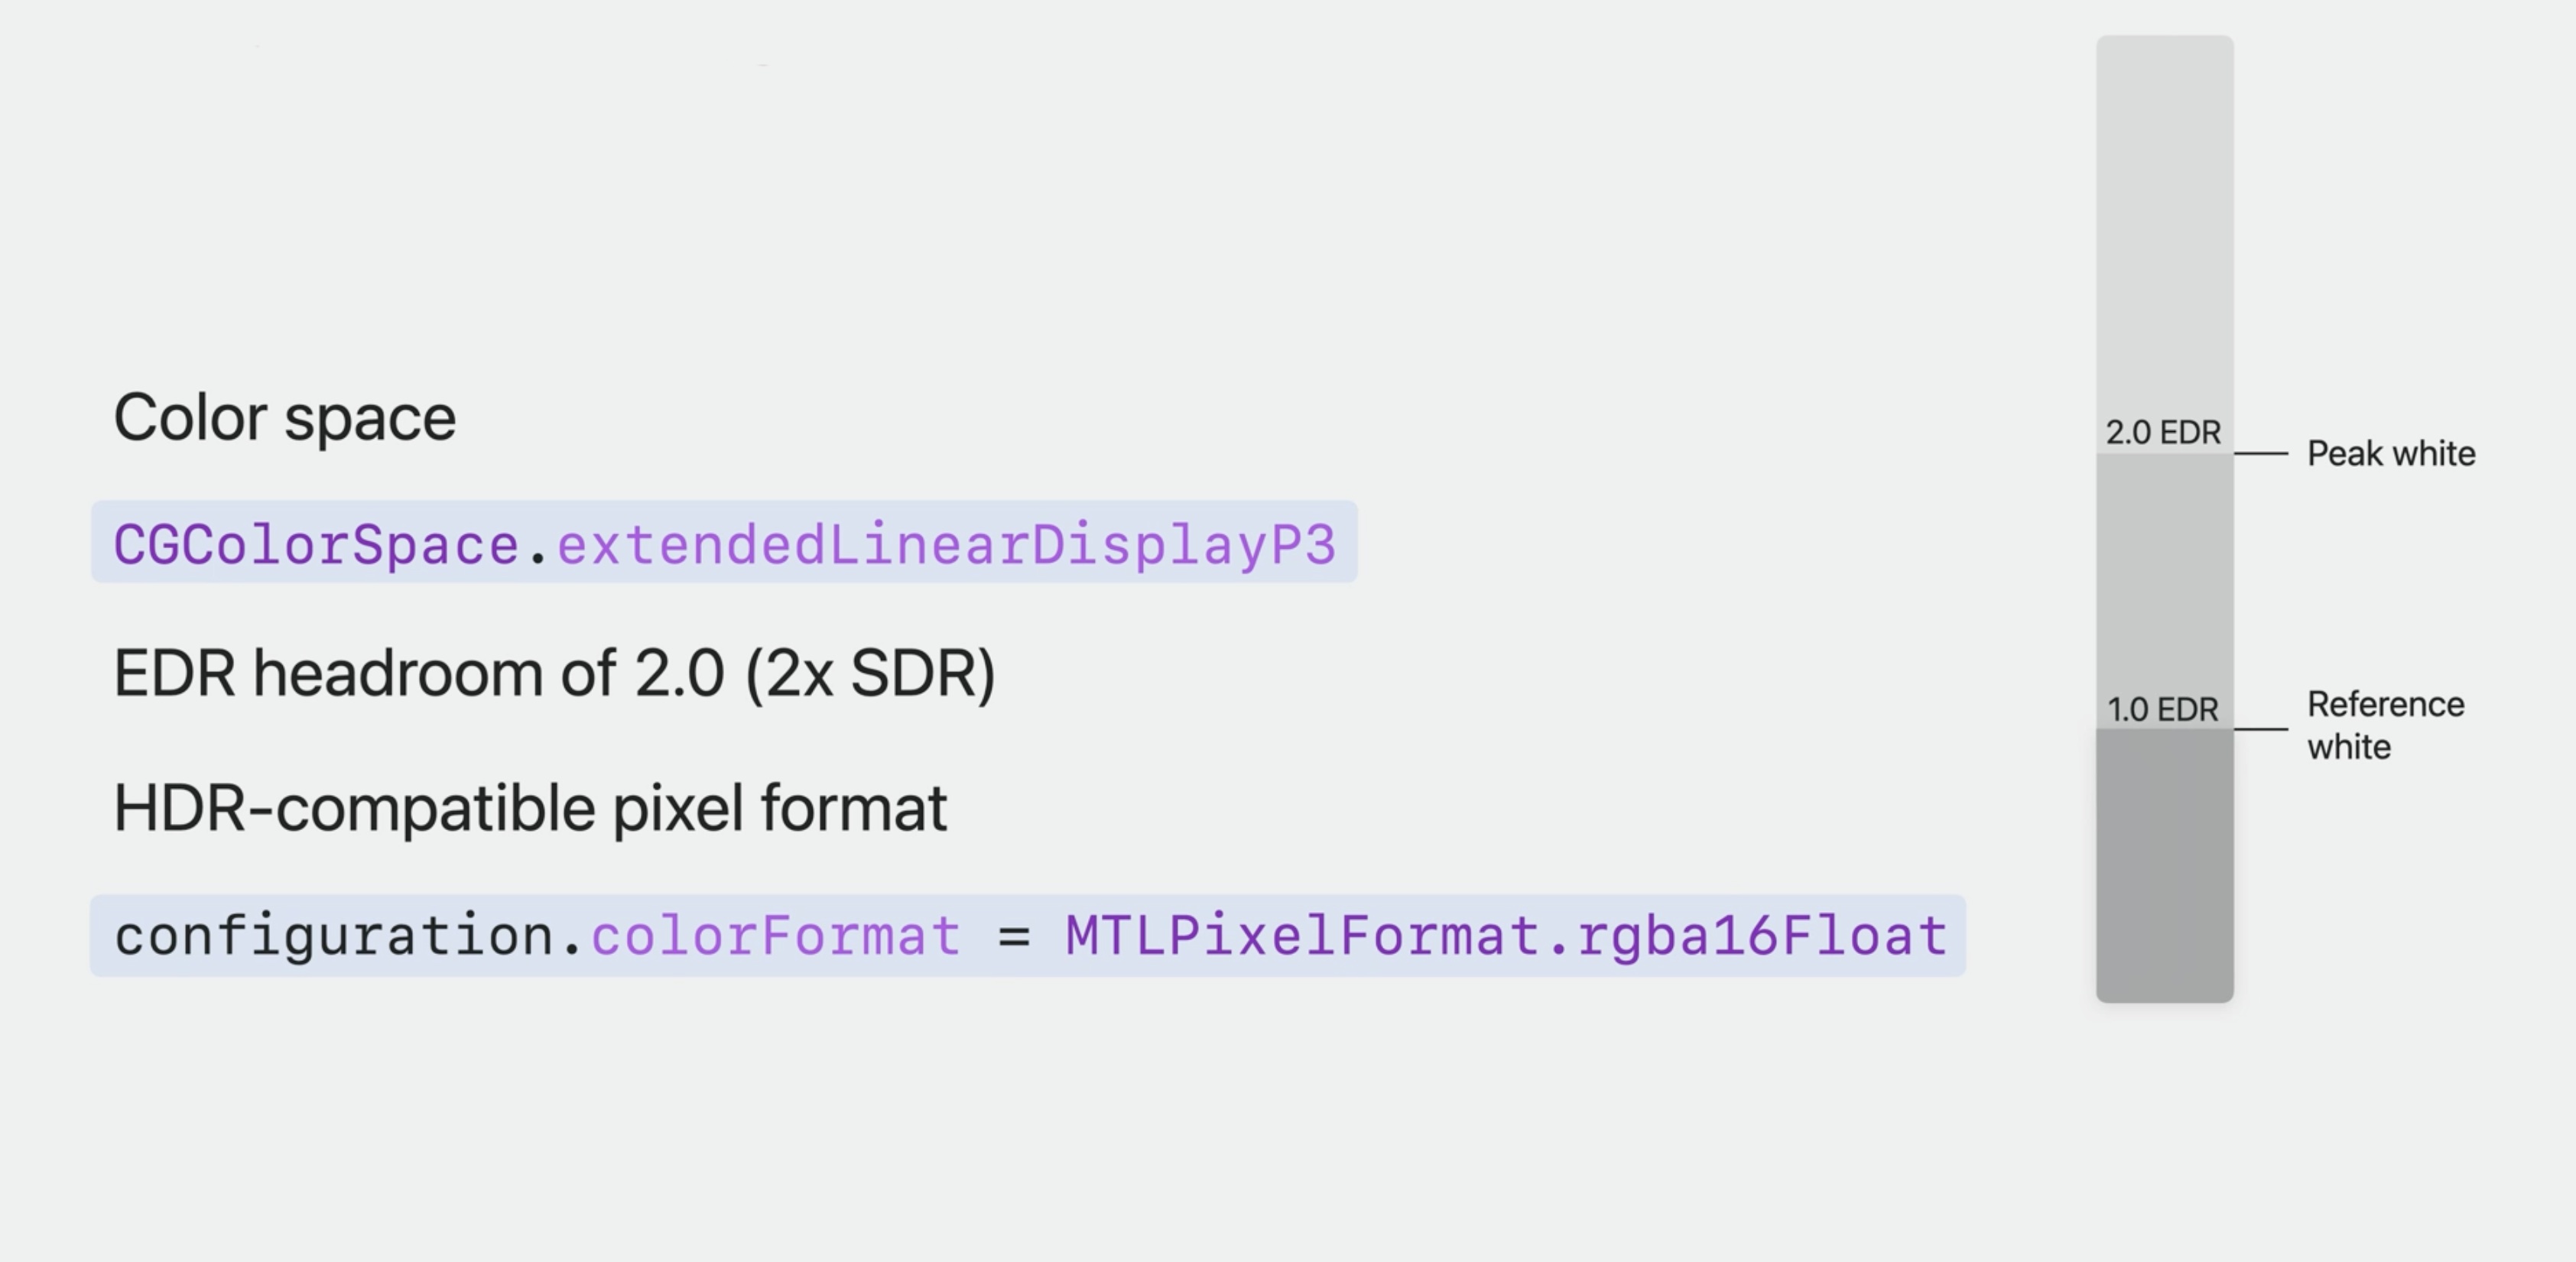 Color space
CGColorSpace.extendedLinearDisplayP3
EDR headroom of 2.0 (2x SDR)
HDR-compatible pixel format
configuration.colorFormat = MTLPixelFormat.rgba16Float
2.0 EDR
Peak white
1.0 EDR
Reference
white